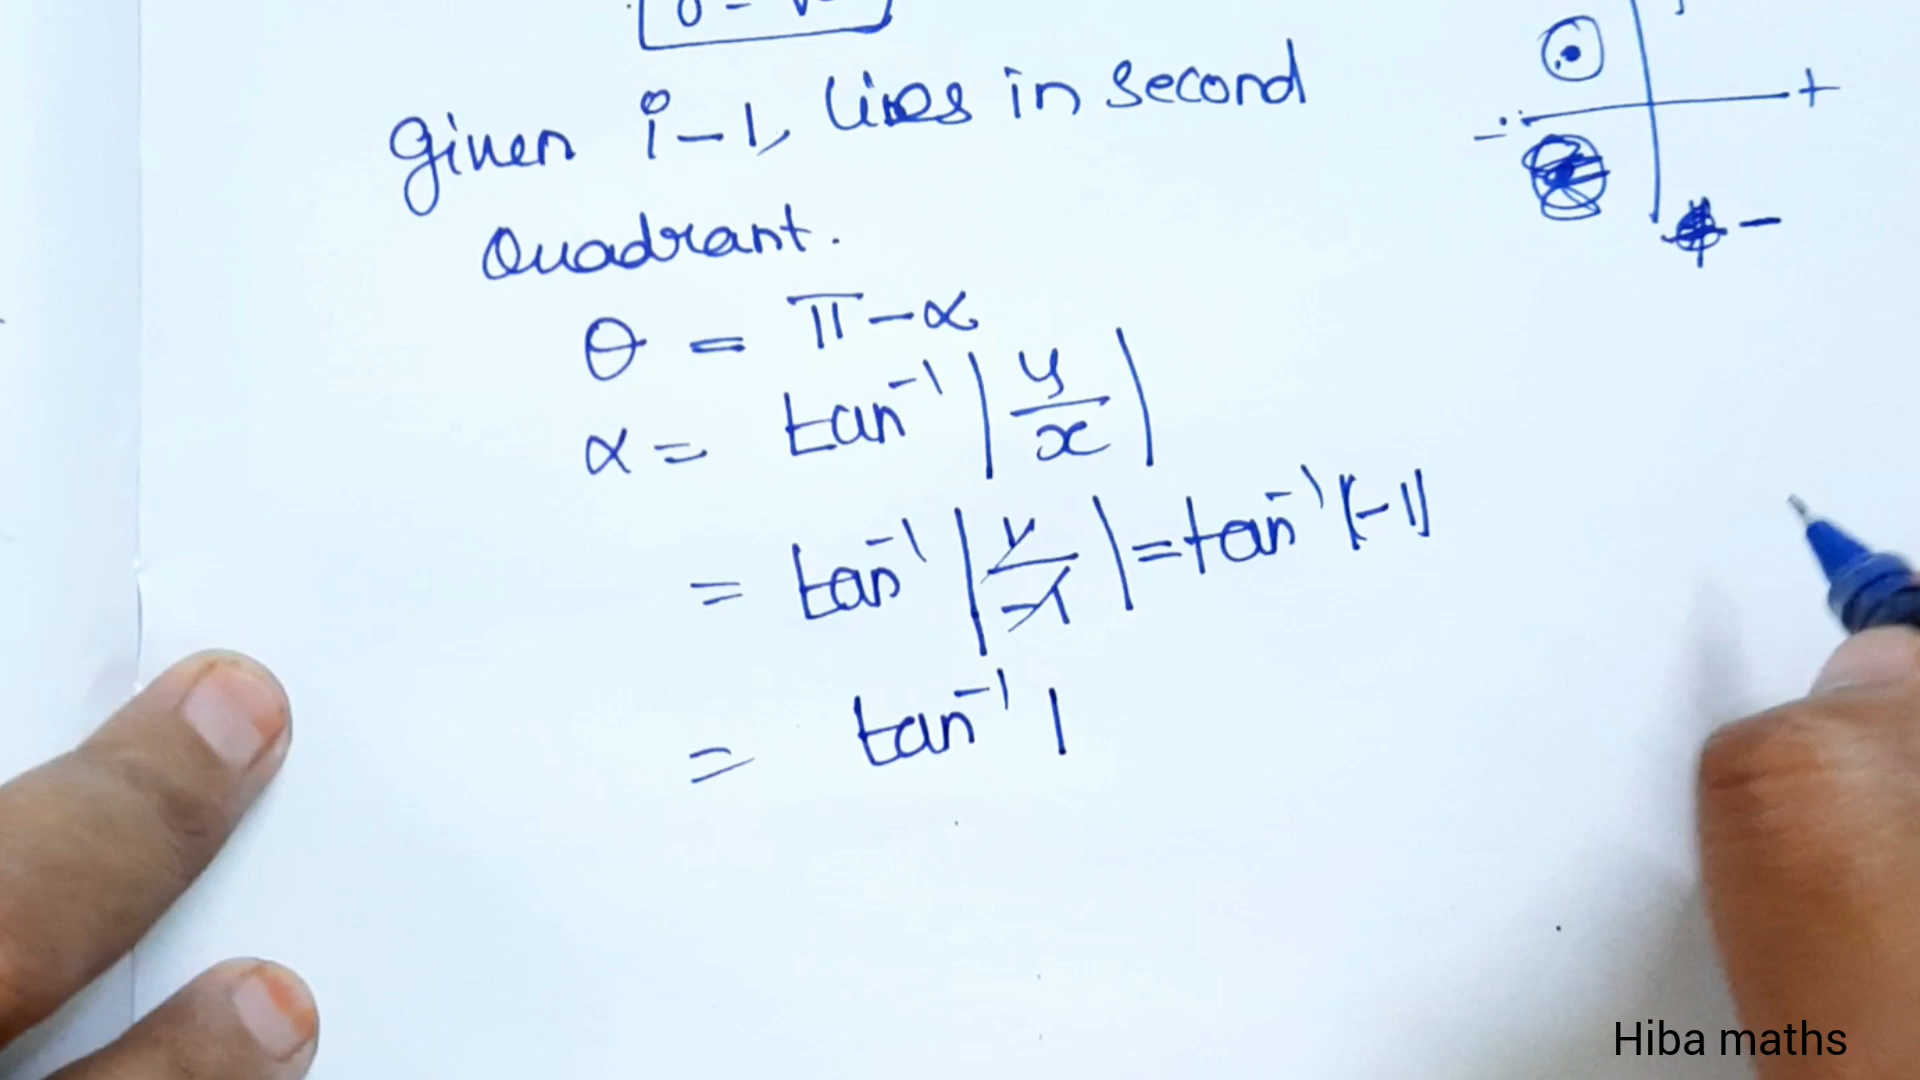 Given i-1, lies in second
Quadrant.
θ = π-α
α = tan⁻¹ |y/x|
= tan⁻¹ |1/-1| = tan⁻¹ |-1|
= tan⁻¹ 1
Hiba maths